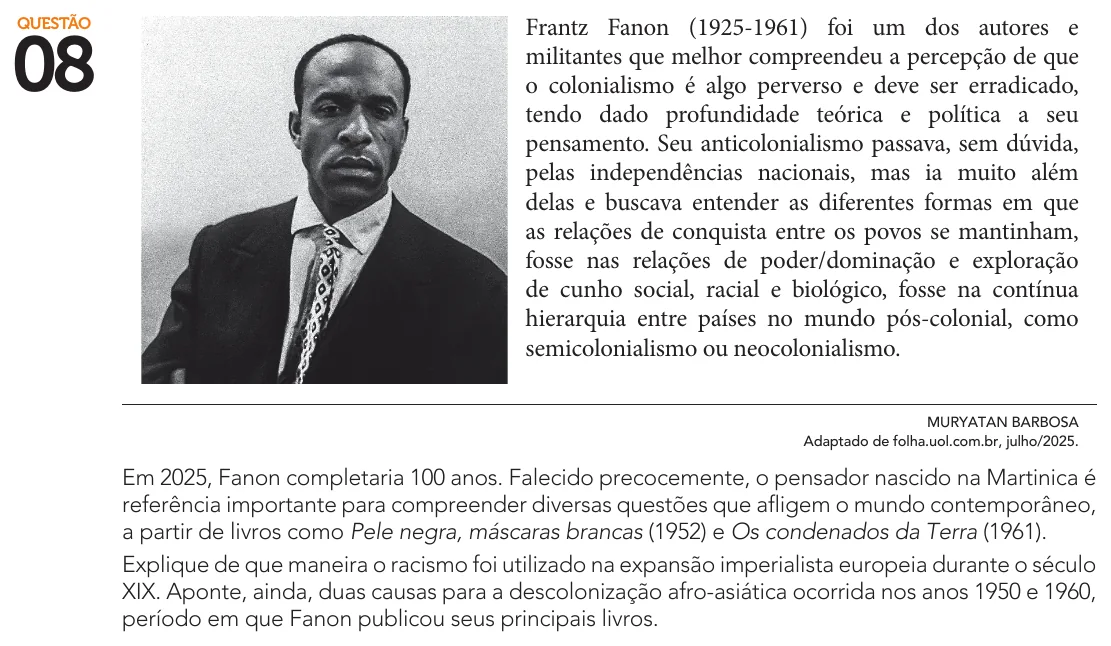 QUESTÃO
08
Frantz Fanon (1925-1961) foi um dos autores e
militantes que melhor compreendeu a percepção de que
o colonialismo é algo perverso e deve ser erradicado,
tendo dado profundidade teórica e política a seu
pensamento. Seu anticolonialismo passava, sem dúvida,
pelas independências nacionais, mas ia muito além
delas e buscava entender as diferentes formas em que
as relações de conquista entre os povos se mantinham,
fosse nas relações de poder/dominação e exploração
de cunho social, racial e biológico, fosse na contínua
hierarquia entre países no mundo pós-colonial, como
semicolonialismo ou neocolonialismo.
MURYATAN BARBOSA
Adaptado de folha.uol.com.br, julho/2025.
Em 2025, Fanon completaria 100 anos. Falecido precocemente, o pensador nascido na Martinica é
referência importante para compreender diversas questões que afligem o mundo contemporâneo,
a partir de livros como Pele negra, máscaras brancas (1952) e Os condenados da Terra (1961).
Explique de que maneira o racismo foi utilizado na expansão imperialista europeia durante o século
XIX. Aponte, ainda, duas causas para a descolonização afro-asiática ocorrida nos anos 1950 e 1960,
período em que Fanon publicou seus principais livros.